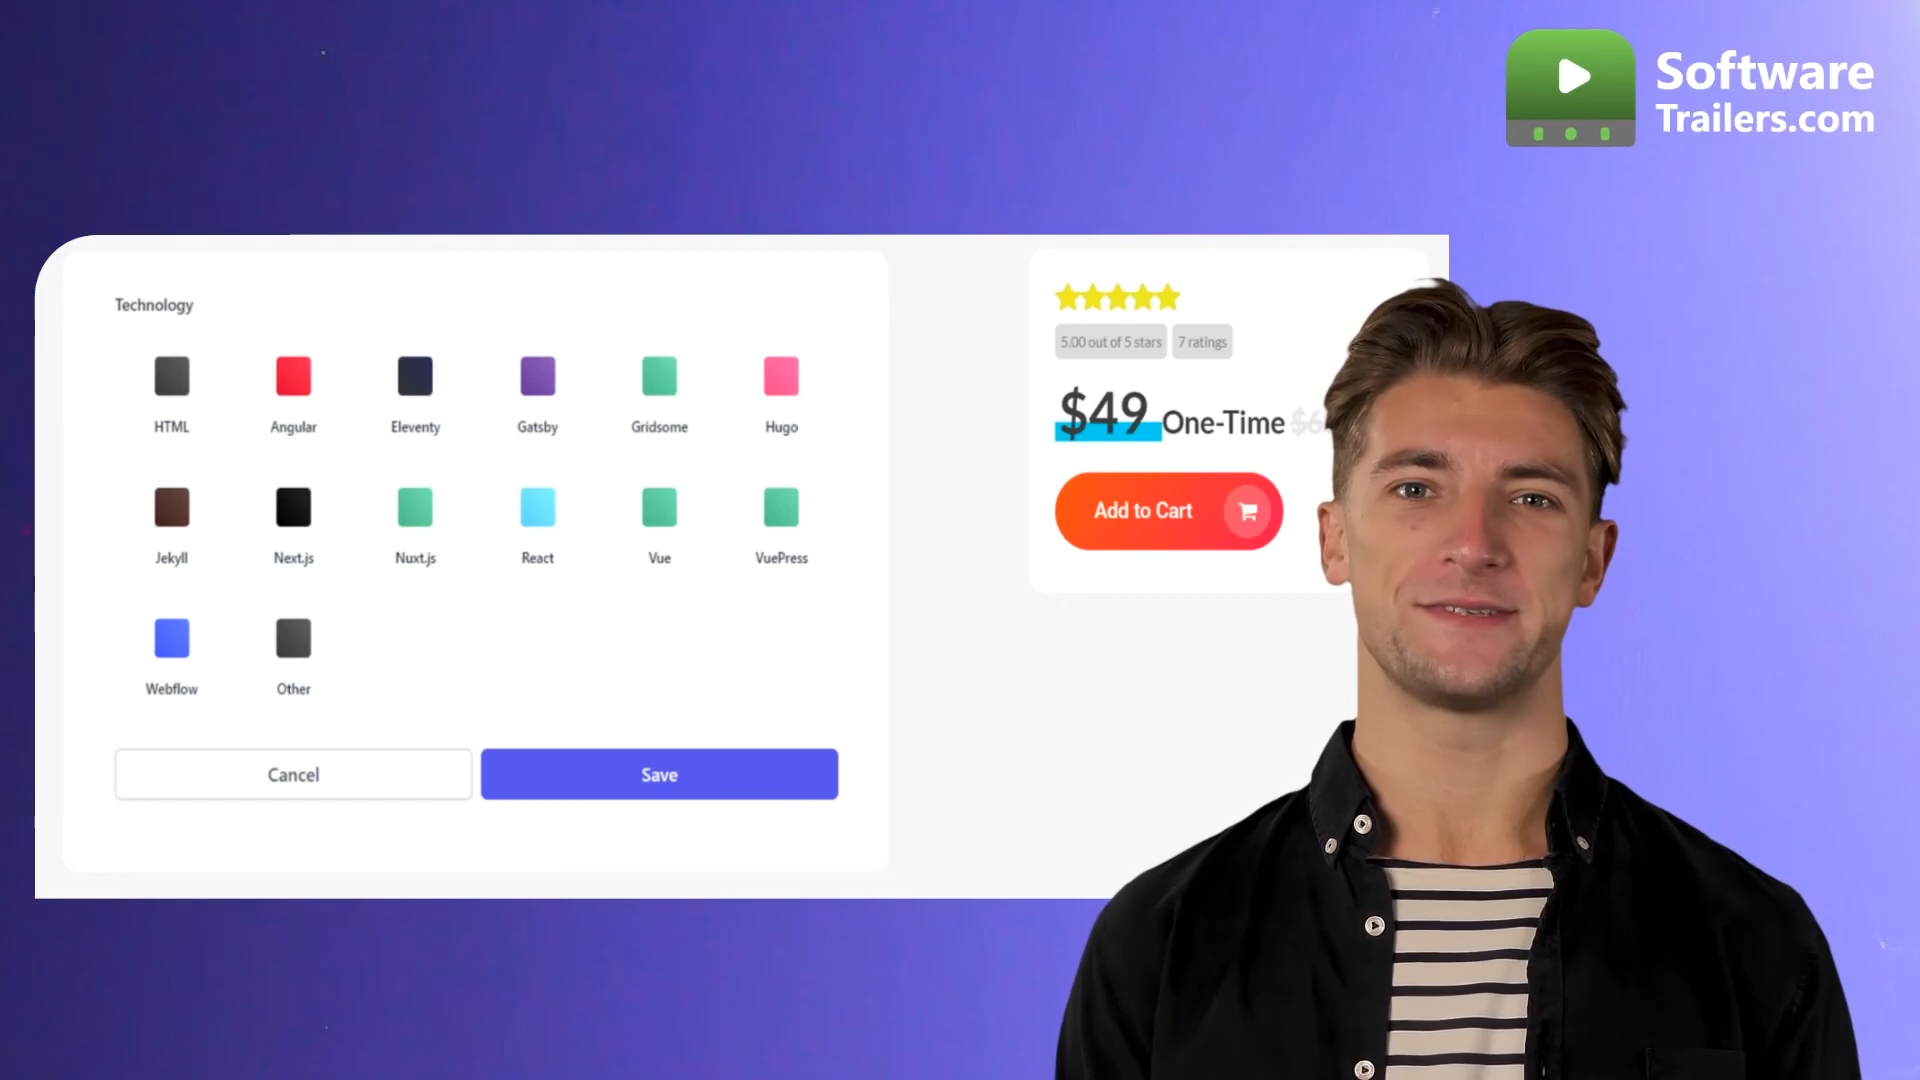 Software
Trailers.com
Technology
HTML
Angular
Eleventy
Gatsby
Gridsome
Hugo
Jekyll
Next.js
Nuxt.js
React
Vue
VuePress
Webflow
Other
Cancel
Save
5.00 out of 5 stars
7 ratings
$49 One-Time
Add to Cart